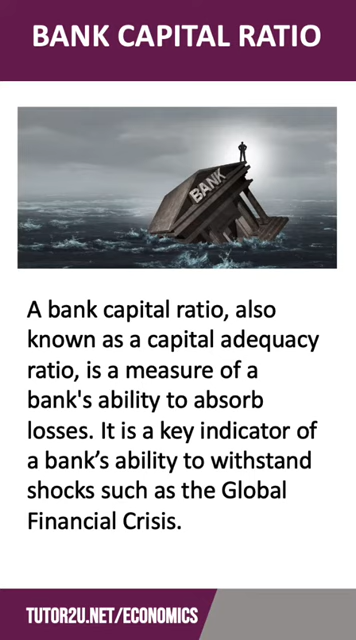 BANK CAPITAL RATIO
BANK
A bank capital ratio, also
known as a capital adequacy
ratio, is a measure of a
bank's ability to absorb
losses. It is a key indicator of
a bank’s ability to withstand
shocks such as the Global
Financial Crisis.
TUTOR2U.NET/ECONOMICS